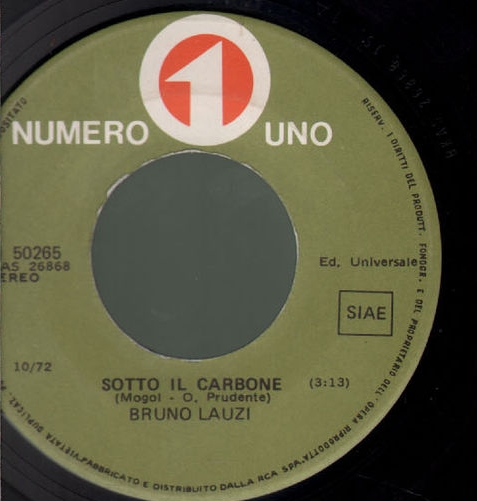 NUMERO 1 UNO
50265
AS 26868
EREO
Ed. Universale
SIAE
10/72
SOTTO IL CARBONE (3:13)
(Mogol - O. Prudente)
BRUNO LAUZI
RISERV. I DIRITTI DEL PRODUTT. FONOGR. E DEL PROPRIETARIO DELL' OPERA RIPRODOTTA
VIETATA DUPLICAZ.
FABBRICATO E DISTRIBUITO DALLA RCA S.P.A.